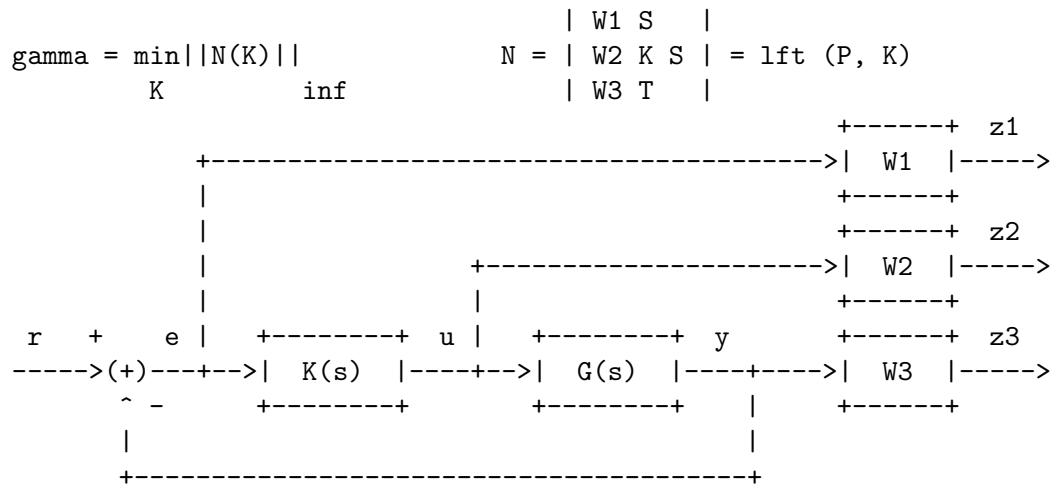 | W1 S   |
gamma = min||N(K)||             N = | W2 K S | = lft (P, K)
         K         inf              | W3 T   |
                                                      +------+  z1
            +---------------------------------------->|  W1  |----->
            |                                         +------+
            |                                         +------+  z2
            |                 +---------------------->|  W2  |----->
            |                 |                       +------+
 r   +    e |   +--------+  u |   +--------+  y       +------+  z3
----->(+)---+-->|  K(s)  |----+-->|  G(s)  |----+---->|  W3  |----->
       ^ -      +--------+        +--------+    |     +------+
       |                                        |
       +----------------------------------------+